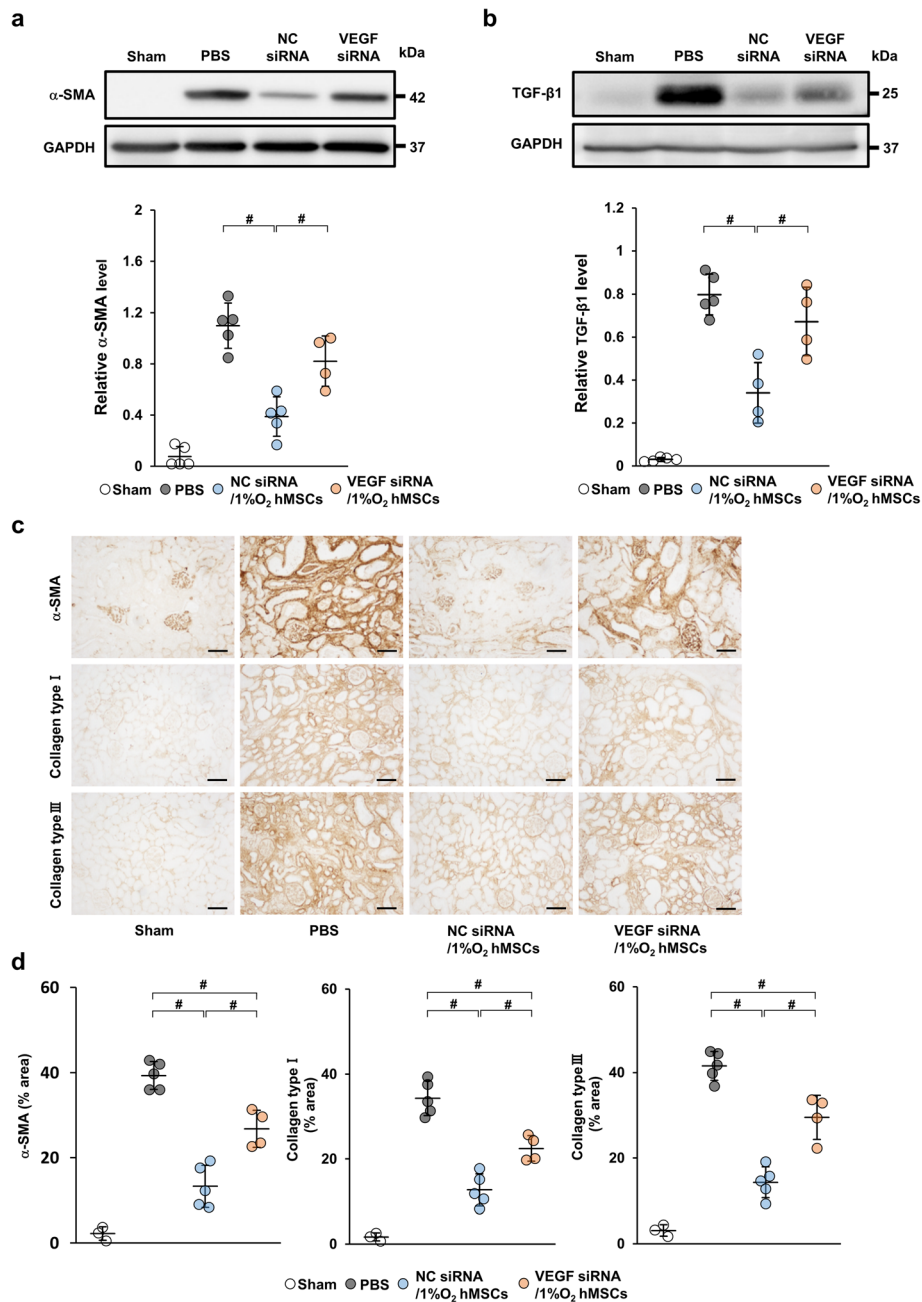 a
Sham PBS NC siRNA VEGF siRNA kDa
α-SMA 42
GAPDH 37
2
1.6
1.2
0.8
0.4
0
Relative α-SMA level
# #
Sham PBS NC siRNA /1%O₂ hMSCs VEGF siRNA /1%O₂ hMSCs
b
Sham PBS NC siRNA VEGF siRNA kDa
TGF-β1 25
GAPDH 37
1.2
1
0.8
0.6
0.4
0.2
0
Relative TGF-β1 level
# #
Sham PBS NC siRNA /1%O₂ hMSCs VEGF siRNA /1%O₂ hMSCs
c
α-SMA
Collagen type Ⅰ
Collagen type Ⅲ
Sham PBS NC siRNA /1%O₂ hMSCs VEGF siRNA /1%O₂ hMSCs
d
60
40
20
0
α-SMA (% area)
#
# #
60
40
20
0
Collagen type Ⅰ
(% area)
#
# #
60
40
20
0
Collagen type Ⅲ
(% area)
#
# #
Sham PBS NC siRNA /1%O₂ hMSCs VEGF siRNA /1%O₂ hMSCs